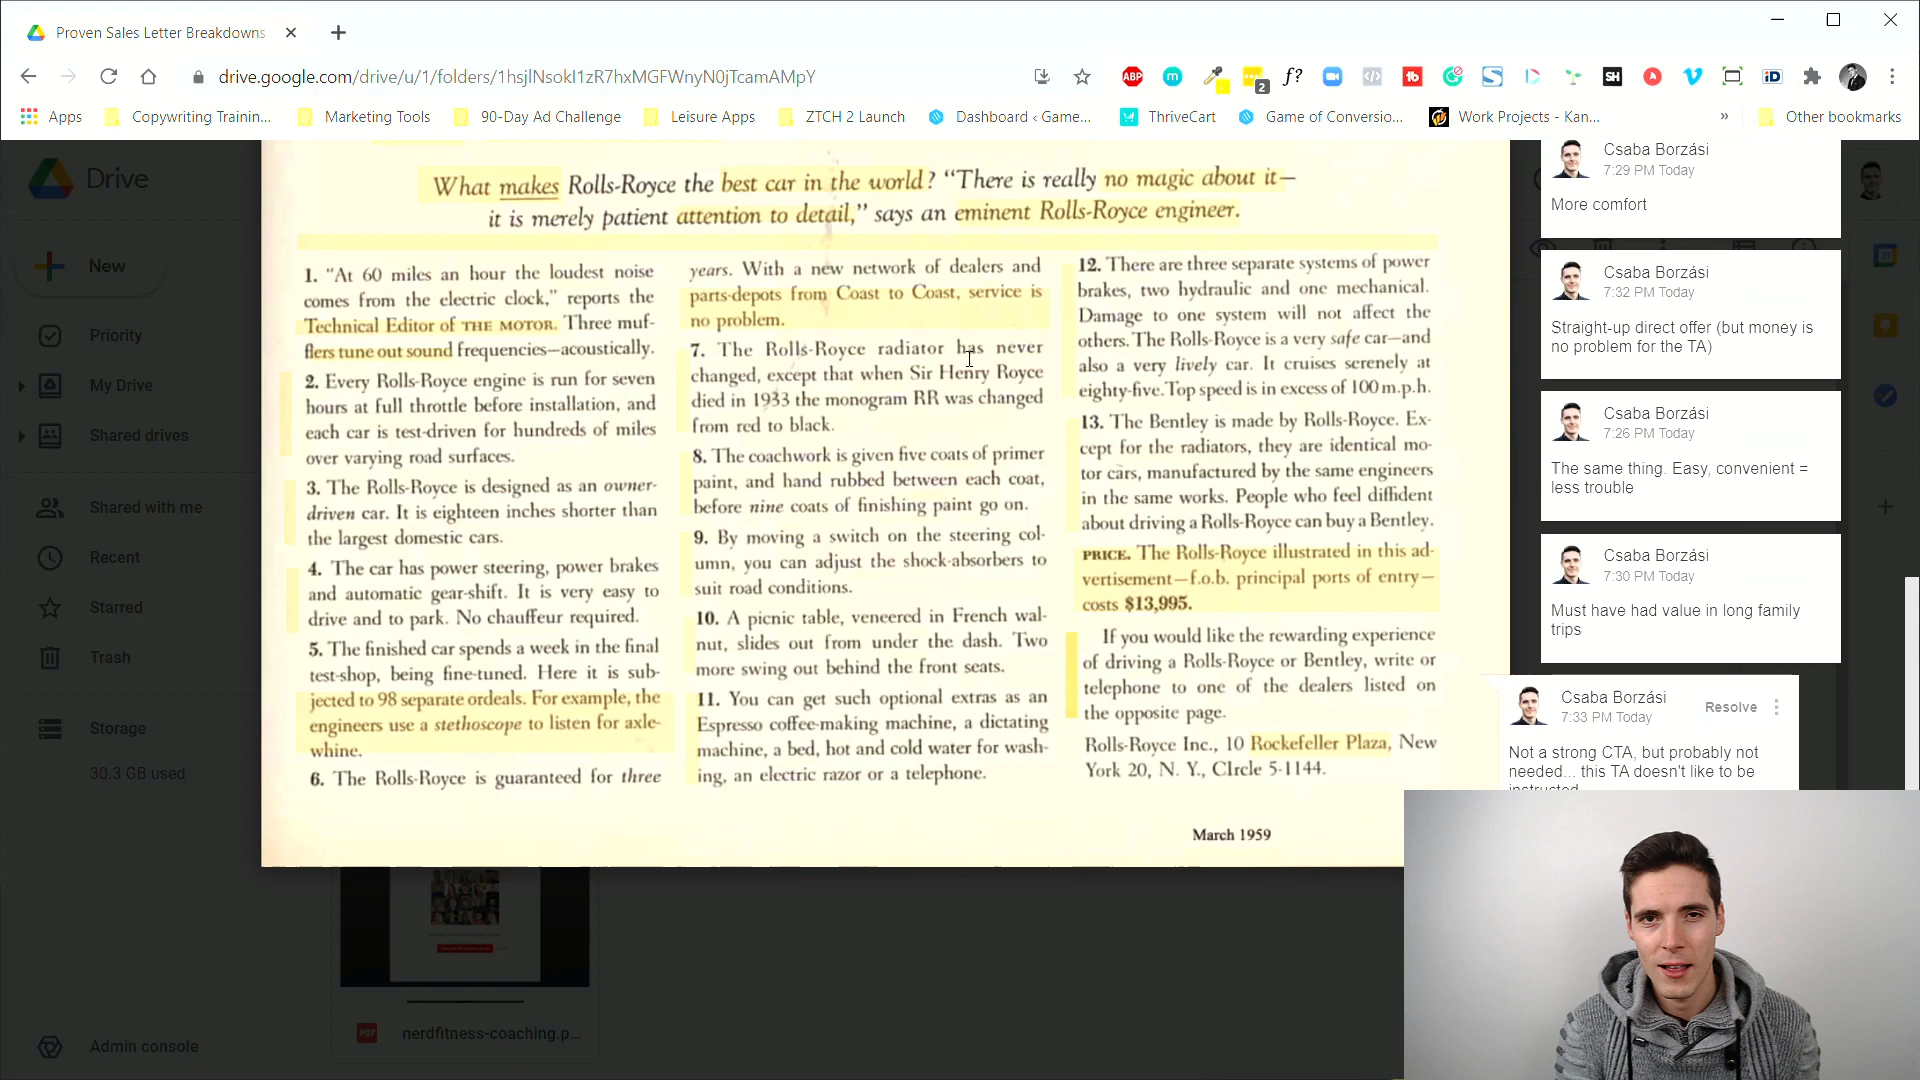 Proven Sales Letter Breakdowns
drive.google.com/drive/u/1/folders/1hsjlNsokI1zR7hxMGFWnyN0jTcamAMpY
ABP
m
2
f?
SH
iD
Apps
Copywriting Trainin...
Marketing Tools
90-Day Ad Challenge
Leisure Apps
ZTCH 2 Launch
Dashboard ‹ Game...
ThriveCart
Game of Conversio...
Work Projects - Kan...
»
Other bookmarks
Drive
New
Priority
My Drive
Shared drives
Shared with me
Recent
Starred
Trash
Storage
30.3 GB used
Admin console
What makes Rolls-Royce the best car in the world? “There is really no magic about it—
it is merely patient attention to detail,” says an eminent Rolls-Royce engineer.
1. “At 60 miles an hour the loudest noise
comes from the electric clock,” reports the
Technical Editor of THE MOTOR. Three muf-
flers tune out sound frequencies—acoustically.
2. Every Rolls-Royce engine is run for seven
hours at full throttle before installation, and
each car is test-driven for hundreds of miles
over varying road surfaces.
3. The Rolls-Royce is designed as an owner-
driven car. It is eighteen inches shorter than
the largest domestic cars.
4. The car has power steering, power brakes
and automatic gear-shift. It is very easy to
drive and to park. No chauffeur required.
5. The finished car spends a week in the final
test-shop, being fine-tuned. Here it is sub-
jected to 98 separate ordeals. For example, the
engineers use a stethoscope to listen for axle-
whine.
6. The Rolls-Royce is guaranteed for three
years. With a new network of dealers and
parts-depots from Coast to Coast, service is
no problem.
7. The Rolls-Royce radiator has never
changed, except that when Sir Henry Royce
died in 1933 the monogram RR was changed
from red to black.
8. The coachwork is given five coats of primer
paint, and hand rubbed between each coat,
before nine coats of finishing paint go on.
9. By moving a switch on the steering col-
umn, you can adjust the shock-absorbers to
suit road conditions.
10. A picnic table, veneered in French wal-
nut, slides out from under the dash. Two
more swing out behind the front seats.
11. You can get such optional extras as an
Espresso coffee-making machine, a dictating
machine, a bed, hot and cold water for wash-
ing, an electric razor or a telephone.
12. There are three separate systems of power
brakes, two hydraulic and one mechanical.
Damage to one system will not affect the
others. The Rolls-Royce is a very safe car—and
also a very lively car. It cruises serenely at
eighty-five. Top speed is in excess of 100 m.p.h.
13. The Bentley is made by Rolls-Royce. Ex-
cept for the radiators, they are identical mo-
tor cars, manufactured by the same engineers
in the same works. People who feel diffident
about driving a Rolls-Royce can buy a Bentley.
PRICE. The Rolls-Royce illustrated in this ad-
vertisement—f.o.b. principal ports of entry—
costs $13,995.
If you would like the rewarding experience
of driving a Rolls-Royce or Bentley, write or
telephone to one of the dealers listed on
the opposite page.
Rolls-Royce Inc., 10 Rockefeller Plaza, New
York 20, N. Y., CIrcle 5-1144.
March 1959
Csaba Borzási
7:29 PM Today
More comfort
Csaba Borzási
7:32 PM Today
Straight-up direct offer (but money is
no problem for the TA)
Csaba Borzási
7:26 PM Today
The same thing. Easy, convenient =
less trouble
Csaba Borzási
7:30 PM Today
Must have had value in long family
trips
Csaba Borzási
7:33 PM Today
Resolve
Not a strong CTA, but probably not
needed... this TA doesn't like to be
instructed
PDF
nerdfitness-coaching.p...